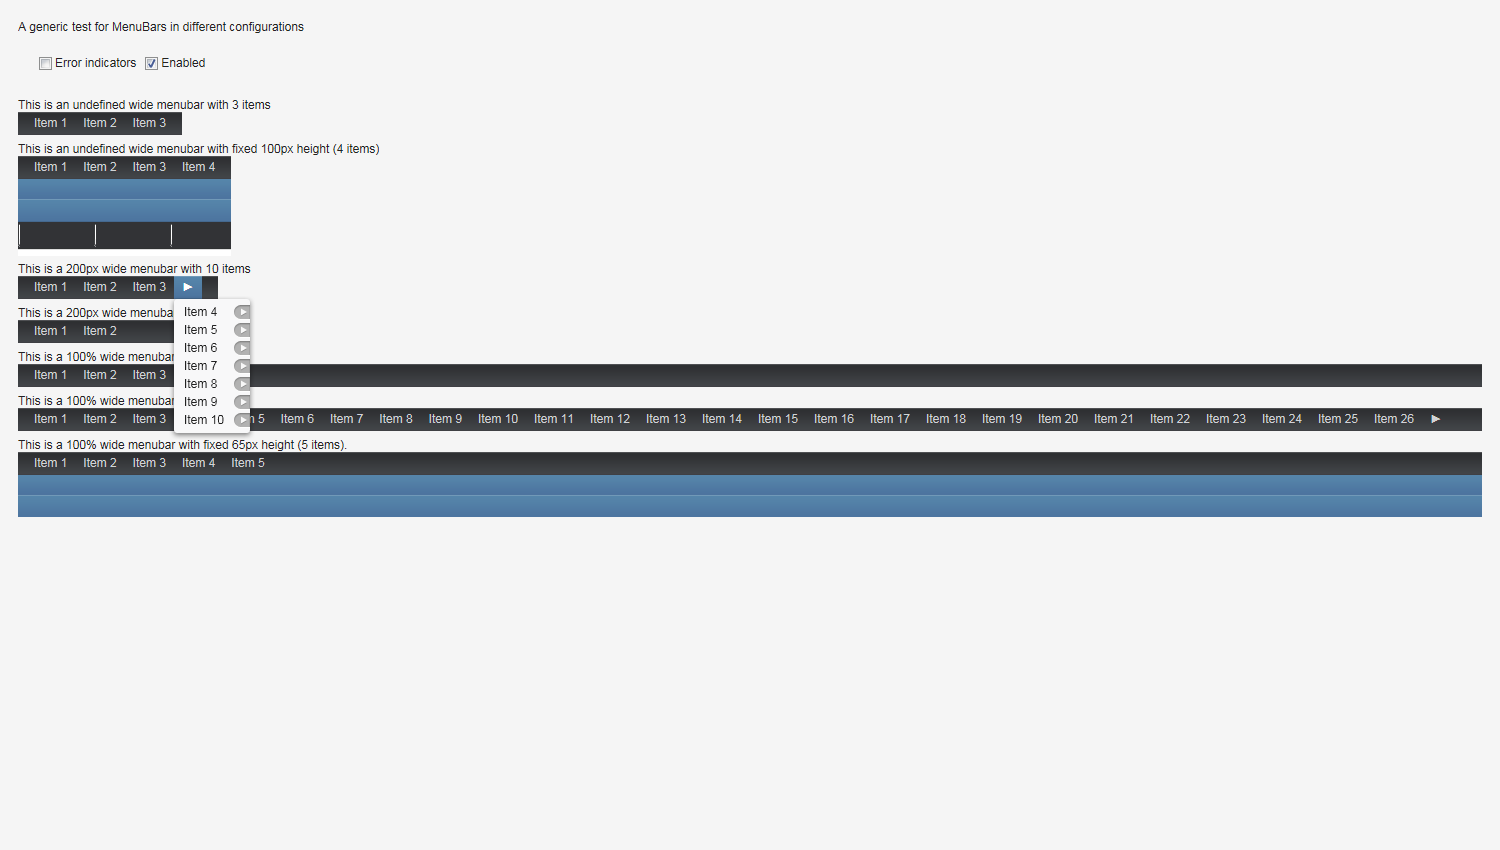 A generic test for MenuBars in different configurations
Error indicators Enabled
This is an undefined wide menubar with 3 items
Item 1 Item 2 Item 3
This is an undefined wide menubar with fixed 100px height (4 items)
Item 1 Item 2 Item 3 Item 4
This is a 200px wide menubar with 10 items
Item 1 Item 2 Item 3
Item 4
Item 5
Item 6
Item 7
Item 8
Item 9
Item 10
This is a 200px wide
Item 1 Item 2
This is a 100% wide menubar
Item 1 Item 2 Item 3
This is a 100% wide menubar
Item 1 Item 2 Item 3 5 Item 6 Item 7 Item 8 Item 9 Item 10 Item 11 Item 12 Item 13 Item 14 Item 15 Item 16 Item 17 Item 18 Item 19 Item 20 Item 21 Item 22 Item 23 Item 24 Item 25 Item 26
This is a 100% wide menubar with fixed 65px height (5 items).
Item 1 Item 2 Item 3 Item 4 Item 5